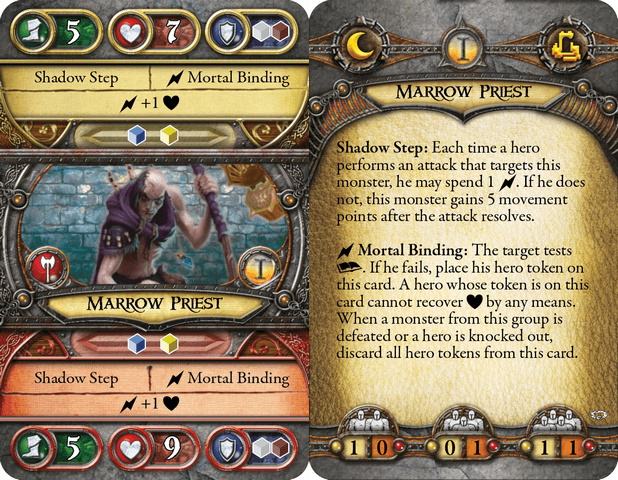 5 7
Shadow Step Mortal Binding
+1
I
MARROW PRIEST
Shadow Step Mortal Binding
+1
5 9
I
MARROW PRIEST
Shadow Step: Each time a hero
performs an attack that targets this
monster, he may spend 1 . If he does
not, this monster gains 5 movement
points after the attack resolves.
Mortal Binding: The target tests
. If he fails, place his hero token on
this card. A hero whose token is on this
card cannot recover by any means.
When a monster from this group is
defeated or a hero is knocked out,
discard all hero tokens from this card.
1 0 0 1 1 1